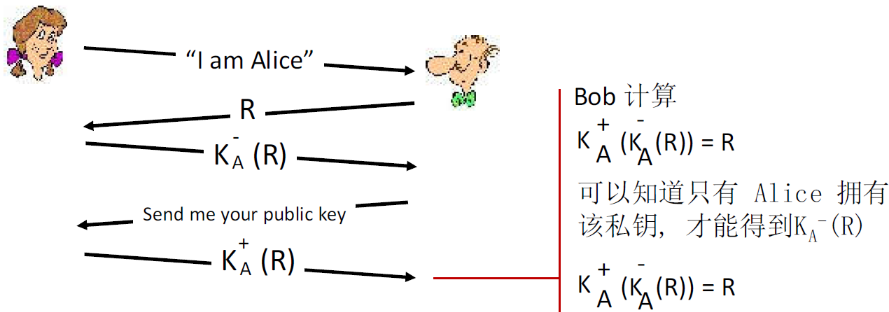 “I am Alice”
R
K_A^- (R)
Send me your public key
K_A^+ (R)
Bob 计算
K_A^+ (K_A^-(R)) = R
可以知道只有 Alice 拥有
该私钥, 才能得到K_A^-(R)
K_A^+ (K_A^-(R)) = R